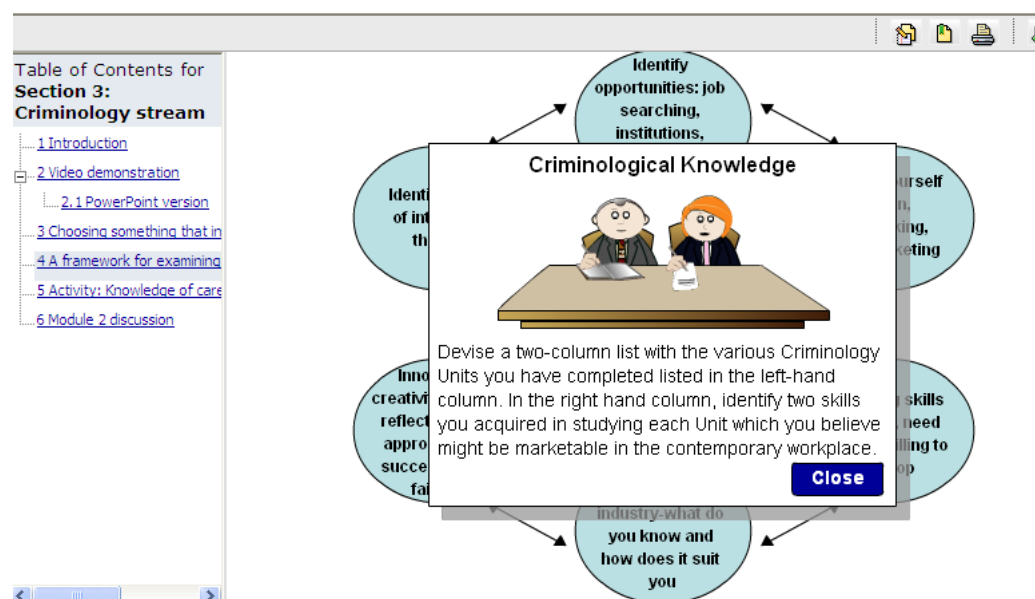 Table of Contents for
Section 3:
Criminology stream
1 Introduction
2 Video demonstration
2.1 PowerPoint version
3 Choosing something that in
4 A framework for examining
5 Activity: Knowledge of care
6 Module 2 discussion
Identify
opportunities: job
searching,
institutions,
Identi
of int
th
urself
n,
king,
keting
Criminological Knowledge
Devise a two-column list with the various Criminology
Units you have completed listed in the left-hand
column. In the right hand column, identify two skills
you acquired in studying each Unit which you believe
might be marketable in the contemporary workplace.
Close
Inno
creativi
reflect
appro
succe
fai
skills
need
lling to
op
industry-what do
you know and
how does it suit
you